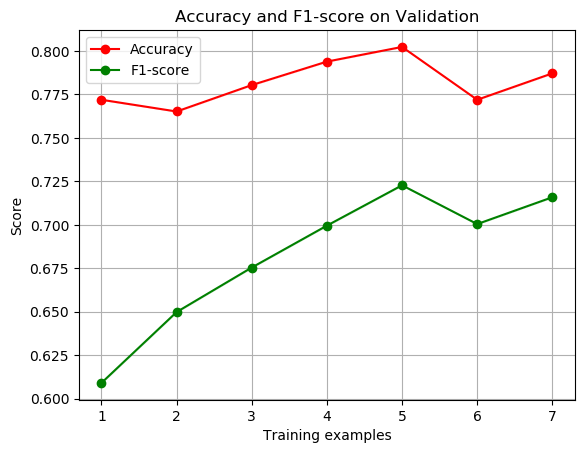 Accuracy and F1-score on Validation
Accuracy
F1-score
0.800
0.775
0.750
0.725
0.700
0.675
0.650
0.625
0.600
Score
1 2 3 4 5 6 7
Training examples